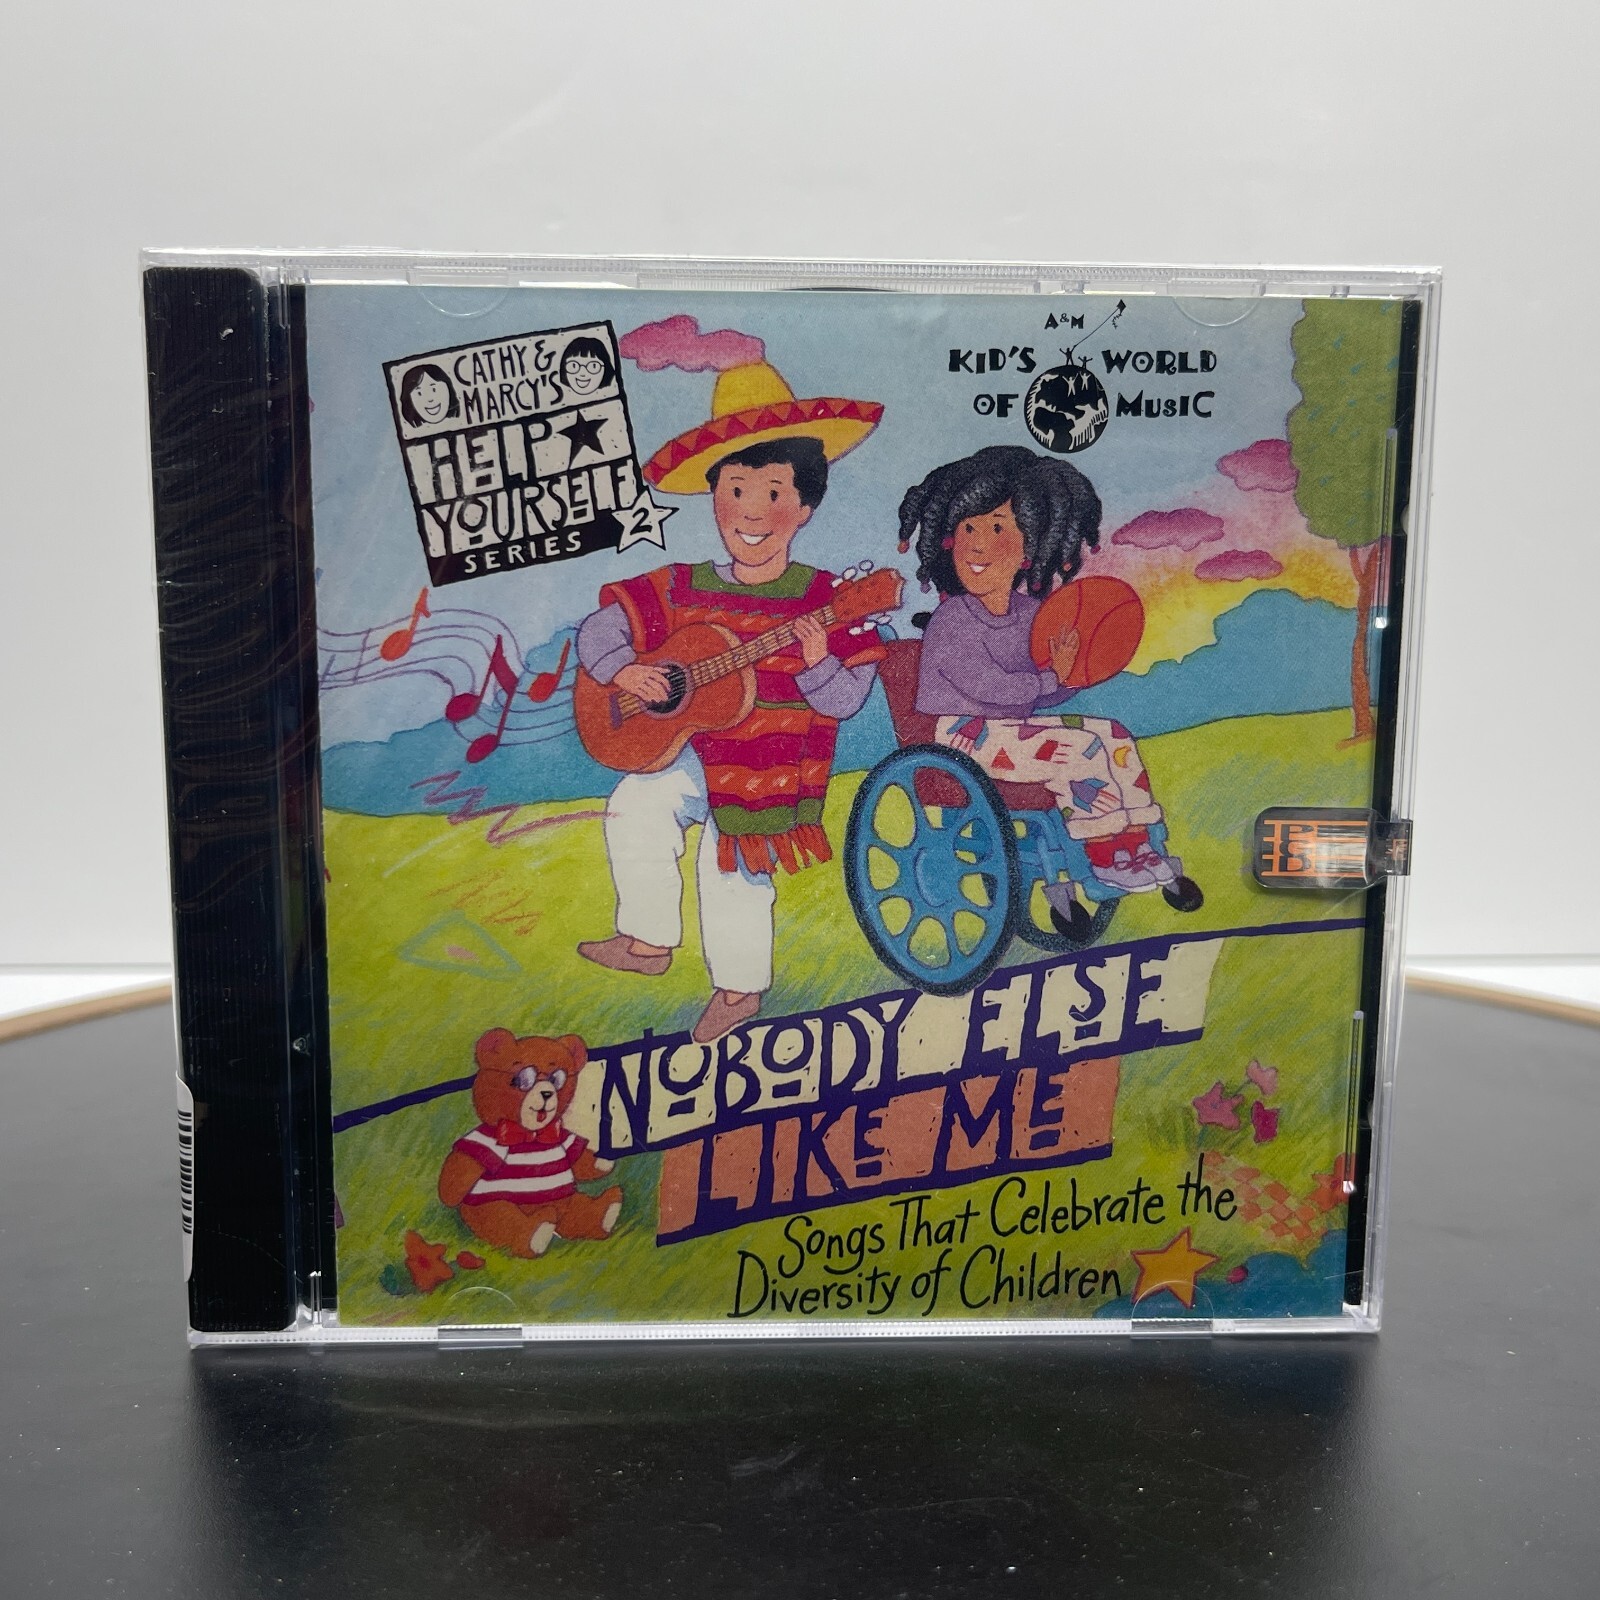 CATHY &
MARCY'S
HELP
YOURSELF
SERIES
2
A&M
KID'S WORLD
OF MUSIC
NOBODY ELSE
LIKE ME
Songs That Celebrate the
Diversity of Children